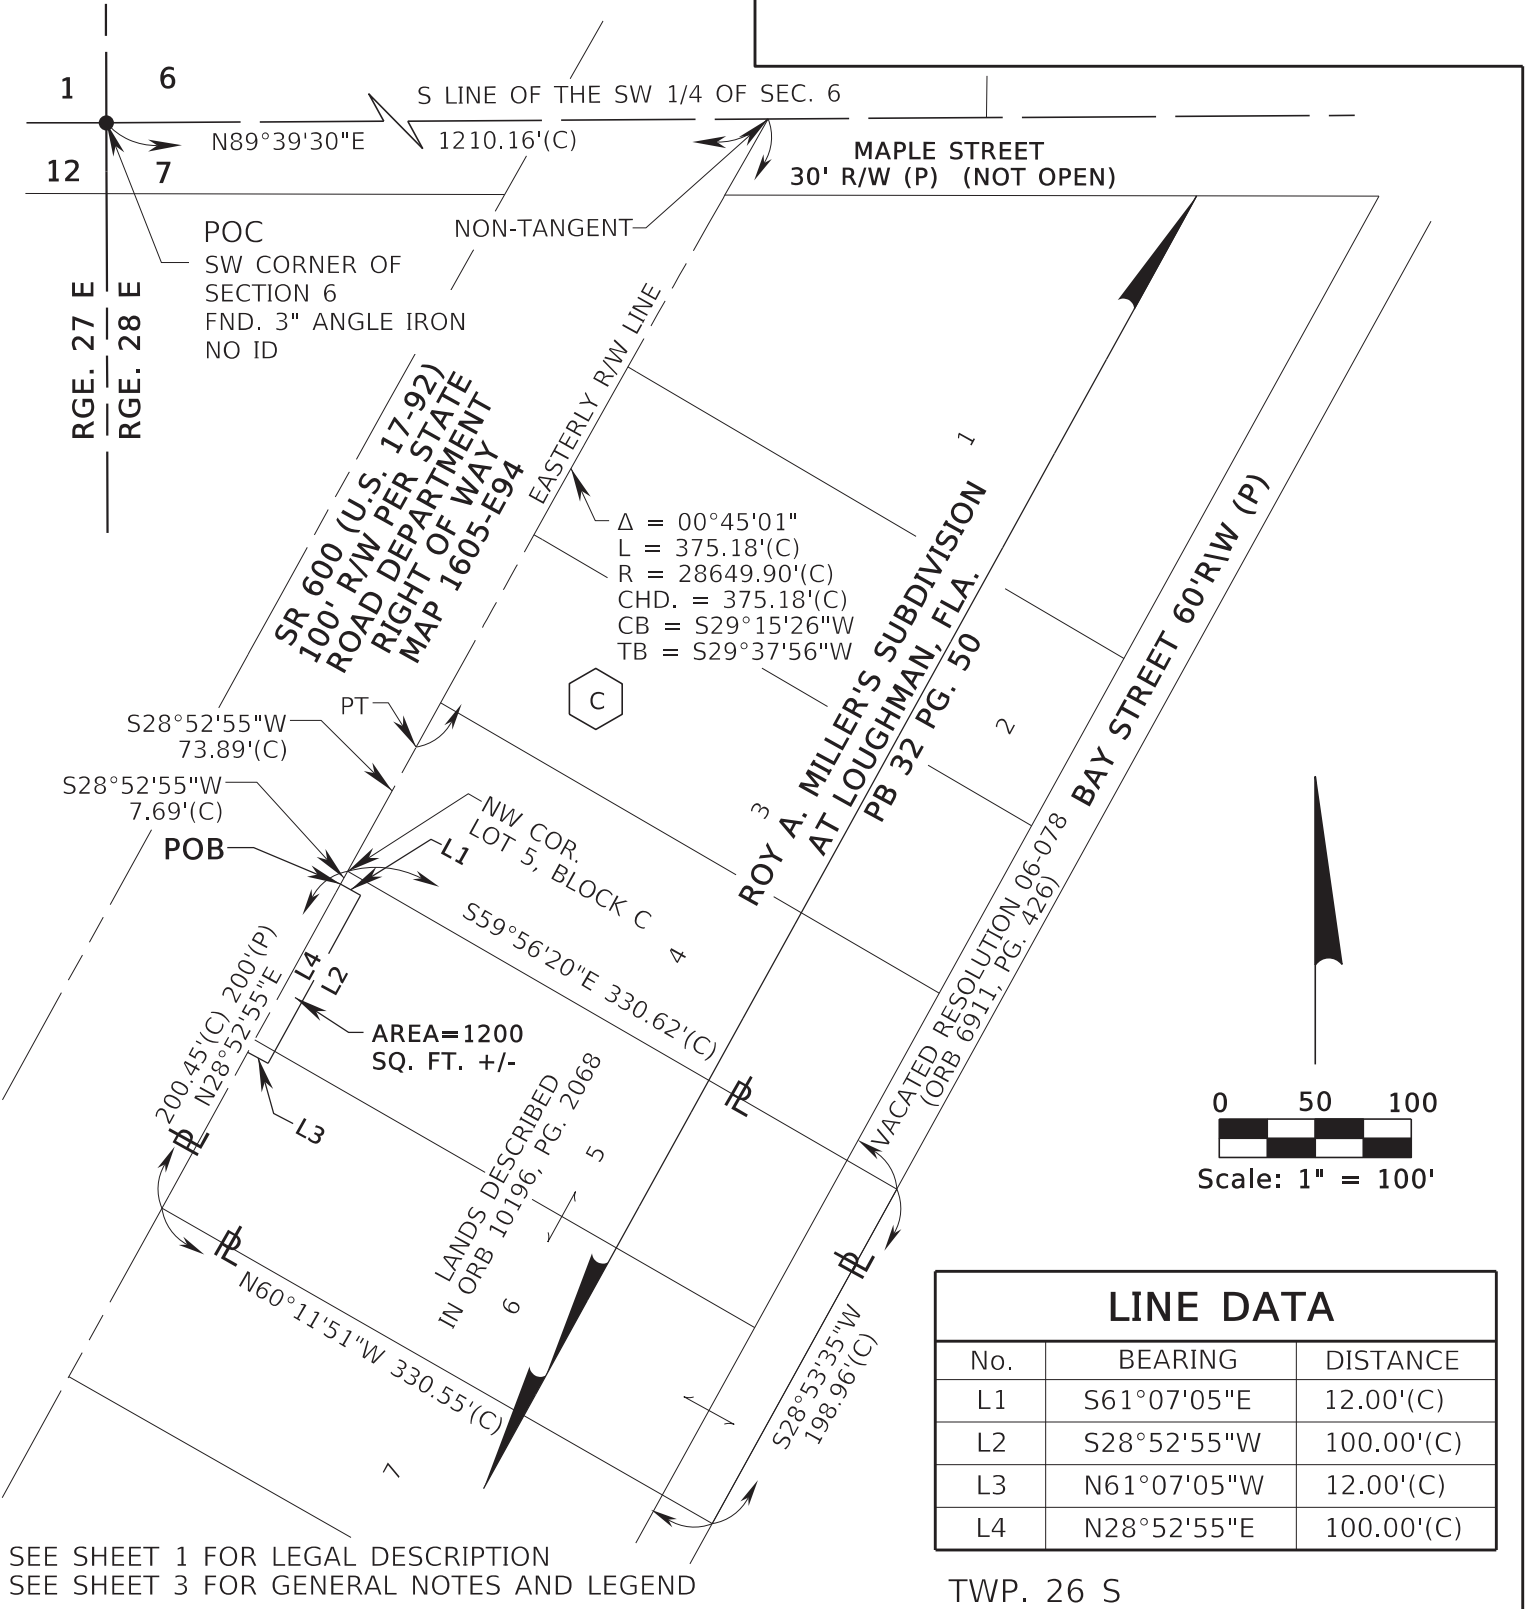 1
6
S LINE OF THE SW 1/4 OF SEC. 6
N89°39'30"E
1210.16'(C)
12
7
MAPLE STREET
30' R/W (P) (NOT OPEN)
NON-TANGENT
POC
SW CORNER OF
SECTION 6
FND. 3" ANGLE IRON
NO ID
RGE. 27 E
RGE. 28 E
EASTERLY R/W LINE
SR 600 (U.S. 17-92)
100' R/W PER STATE
ROAD DEPARTMENT
RIGHT OF WAY
MAP 1605-E94
Δ = 00°45'01"
L = 375.18'(C)
R = 28649.90'(C)
CHD. = 375.18'(C)
CB = S29°15'26"W
TB = S29°37'56"W
1
ROY A. MILLER'S SUBDIVISION
AT LOUGHMAN, FLA.
PB 32 PG. 50
BAY STREET 60'R\W (P)
C
2
PT
S28°52'55"W
73.89'(C)
S28°52'55"W
7.69'(C)
POB
NW COR.
LOT 5, BLOCK C
L1
3
S59°56'20"E 330.62'(C)
4
VACATED RESOLUTION 06-078
(ORB 6911, PG. 426)
200.45'(C) 200'(P)
N28°52'55"E
L4
L2
AREA=1200
SQ. FT. +/-
L3
PL
PL
LANDS DESCRIBED
IN ORB 10196, PG. 2068
5
0 50 100
Scale: 1" = 100'
PL
PL
N60°11'51"W 330.55'(C)
6
S28°53'35"W
198.96'(C)
7
LINE DATA
No. BEARING DISTANCE
L1 S61°07'05"E 12.00'(C)
L2 S28°52'55"W 100.00'(C)
L3 N61°07'05"W 12.00'(C)
L4 N28°52'55"E 100.00'(C)
SEE SHEET 1 FOR LEGAL DESCRIPTION
SEE SHEET 3 FOR GENERAL NOTES AND LEGEND
TWP. 26 S